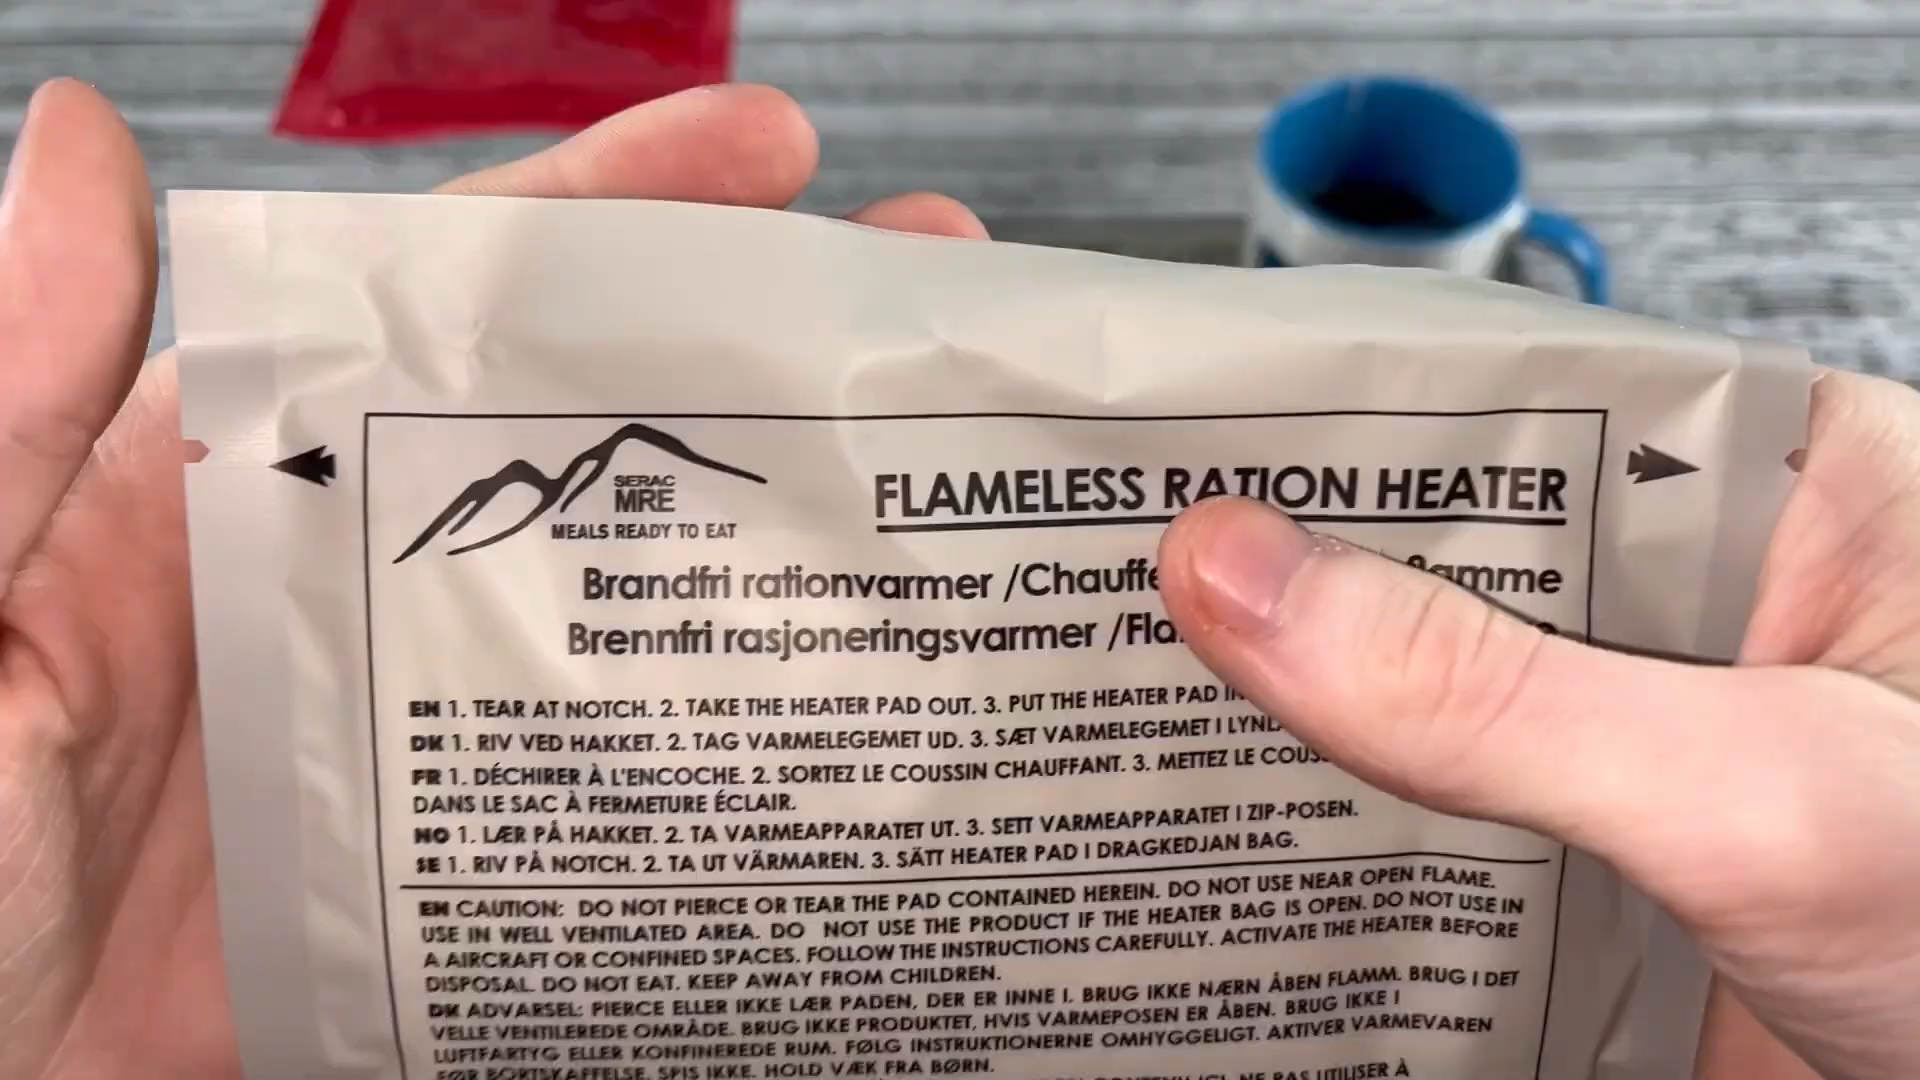 SERAC
MRE
MEALS READY TO EAT
FLAMELESS RATION HEATER
Brandfri rationvarmer /Chauffe flamme
Brennfri rasjoneringsvarmer /Fla
EN 1. TEAR AT NOTCH. 2. TAKE THE HEATER PAD OUT. 3. PUT THE HEATER PAD
DK 1. RIV VED HAKKET. 2. TAG VARMELEGEMET UD. 3. SÆT VARMELEGEMET I
FR 1. DÉCHIRER À L'ENCOCHE. 2. SORTEZ LE COUSSIN CHAUFFANT. 3. METTEZ LE
DANS LE SAC À FERMETURE ÉCLAIR.
NO 1. LÆR PÅ HAKKET. 2. TA VARMEAPPARATET UT. 3. SETT VARMEAPPARATET I ZIP-POSEN.
SE 1. RIV PÅ NOTCH. 2. TA UT VÄRMAREN. 3. SÄTT HEATER PAD I DRAGKEDJAN BAG.
EN CAUTION: DO NOT PIERCE OR TEAR THE PAD CONTAINED HEREIN. DO NOT USE NEAR OPEN FLAME.
USE IN WELL VENTILATED AREA. DO NOT USE THE PRODUCT IF THE HEATER BAG IS OPEN. DO NOT USE IN
A AIRCRAFT OR CONFINED SPACES. FOLLOW THE INSTRUCTIONS CAREFULLY. ACTIVATE THE HEATER BEFORE
DISPOSAL. DO NOT EAT. KEEP AWAY FROM CHILDREN.
DK ADVARSEL: PIERCE ELLER IKKE LÆR PADEN, DER ER INNE I. BRUG IKKE NÆRN ÅBEN FLAMM. BRUG I DET
VELLE VENTILEREDE OMRÅDE. BRUG IKKE PRODUKTET, HVIS VARMEPOSEN ER ÅBEN. BRUG IKKE I
LUFTFARTYG ELLER KONFINEREDE RUM. FØLG INSTRUKTIONERNE OMHYGGELIGT. AKTIVER VARMEVAREN
FØR BORTSKAFFELSE. SPIS IKKE. HOLD VÆK FRA BØRN.
NE PAS UTILISER À